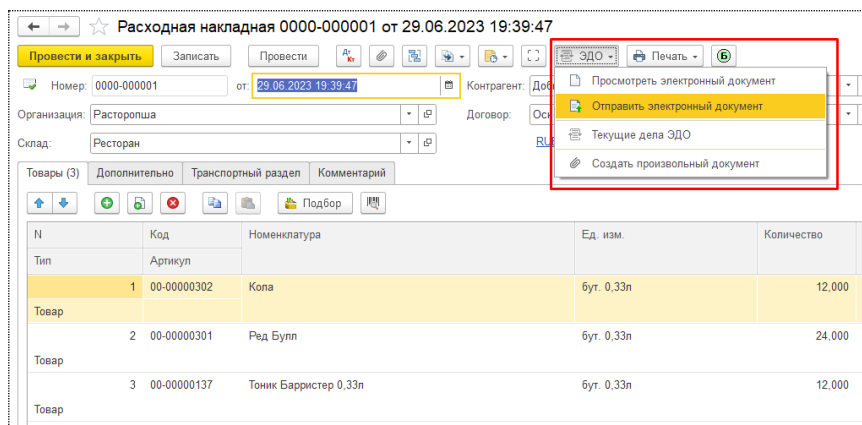 Расходная накладная 0000-000001 от 29.06.2023 19:39:47
Провести и закрыть Записать Провести Дт Кт ЭДО Печать Б
Номер: 0000-000001 от: 29.06.2023 19:39:47 Контрагент:
Просмотреть электронный документ
Организация: Расторопша Договор:
Отправить электронный документ
Склад: Ресторан
Текущие дела ЭДО
Создать произвольный документ
Товары (3) Дополнительно Транспортный раздел Комментарий
Подбор
N Код Номенклатура Ед. изм. Количество
Тип Артикул
1 00-00000302 Кола бут. 0,33л 12,000
Товар
2 00-00000301 Ред Булл бут. 0,33л 24,000
Товар
3 00-00000137 Тоник Барристер 0,33л бут. 0,33л 12,000
Товар